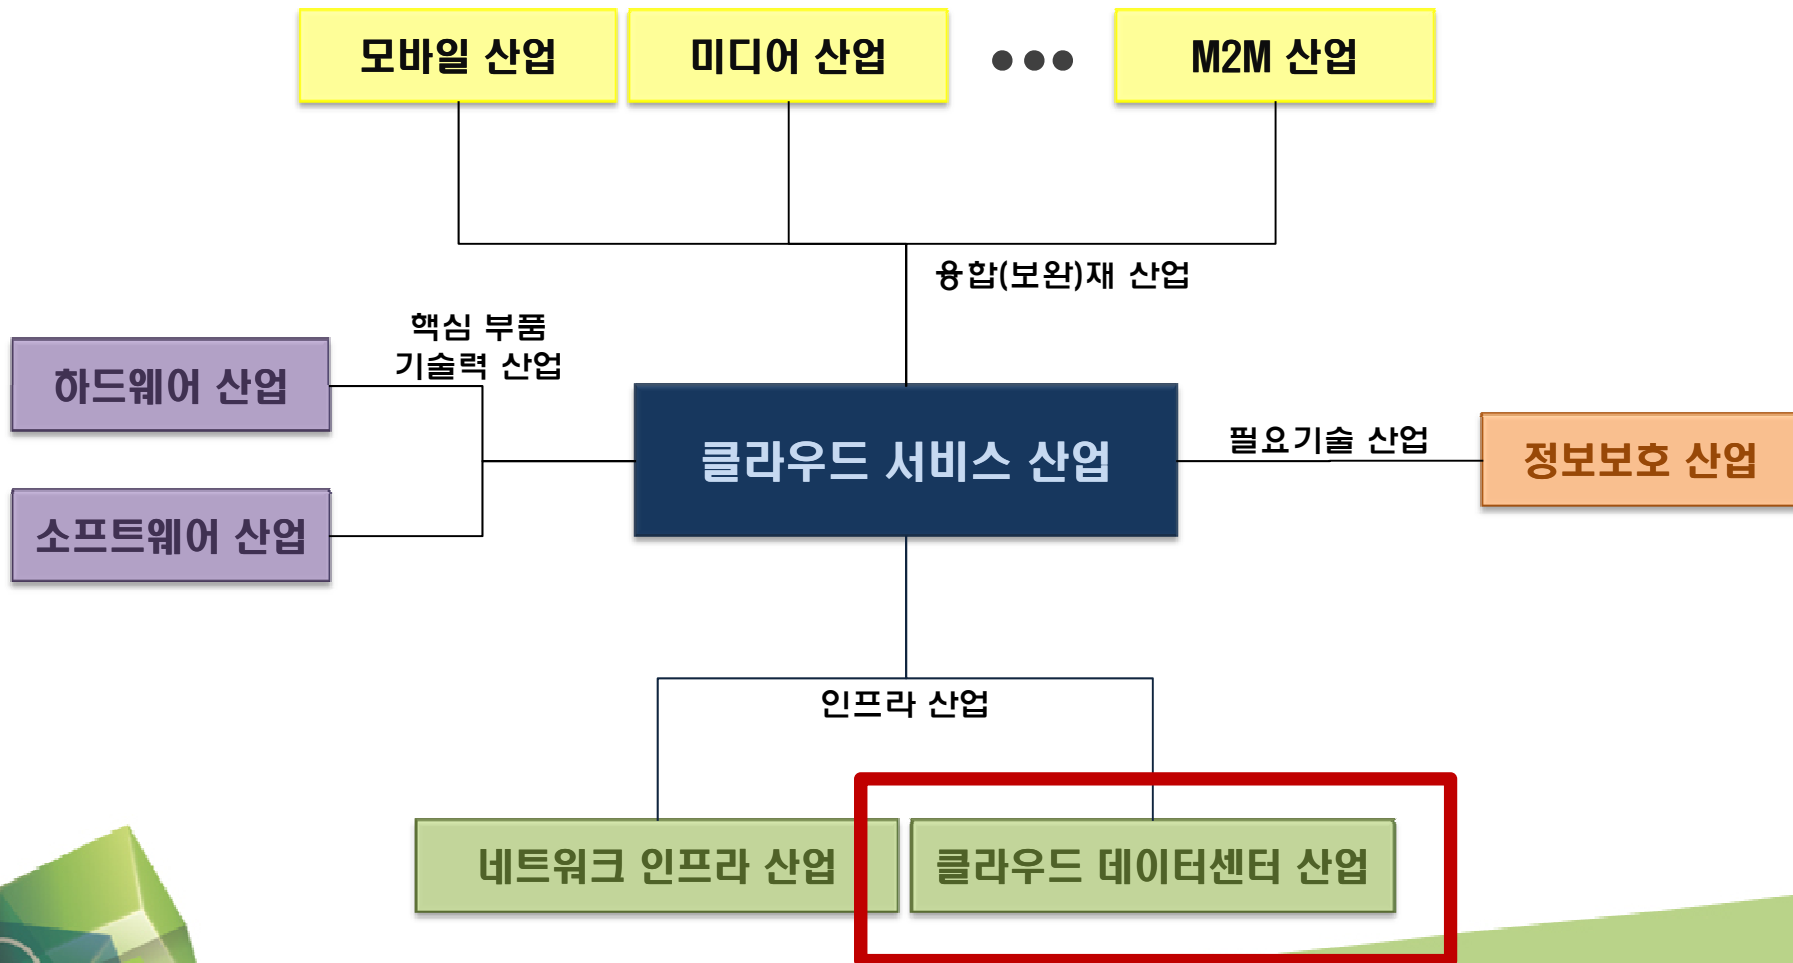 모바일 산업
미디어 산업
●●●
M2M 산업
융합(보완)재 산업
핵심 부품
기술력 산업
하드웨어 산업
소프트웨어 산업
클라우드 서비스 산업
필요기술 산업
정보보호 산업
인프라 산업
네트워크 인프라 산업
클라우드 데이터센터 산업